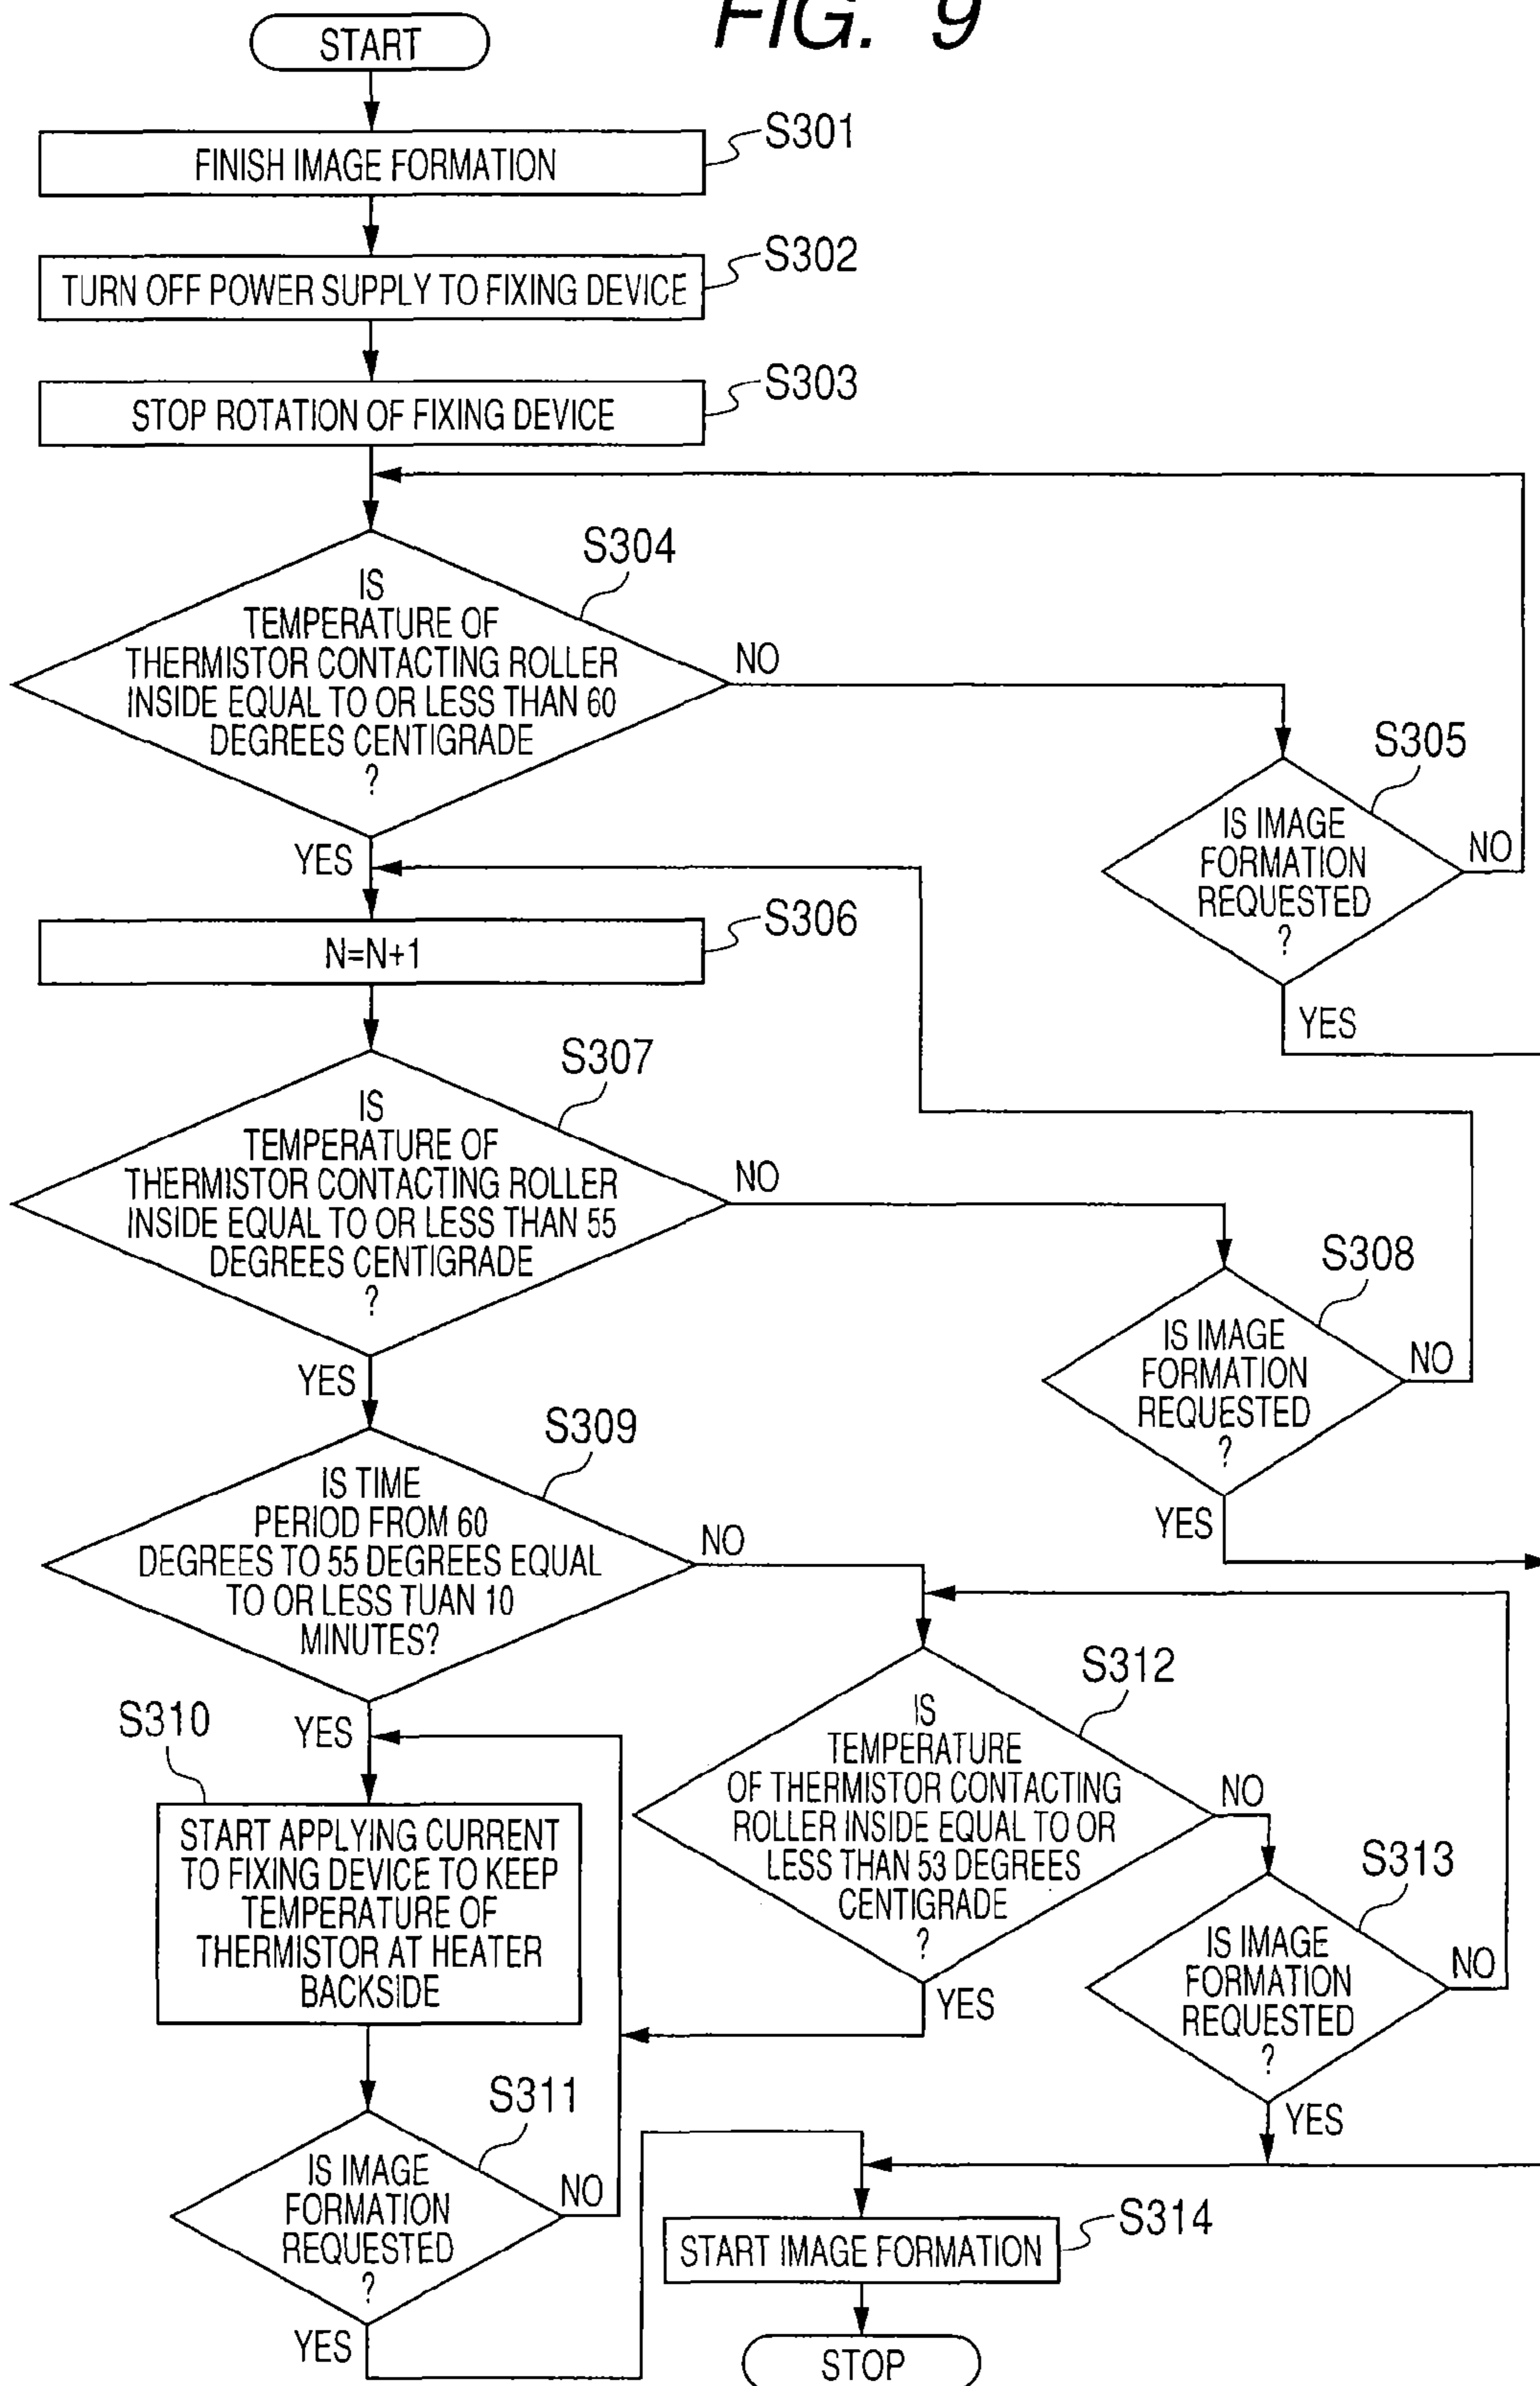 FIG. 9
START
S301
FINISH IMAGE FORMATION
S302
TURN OFF POWER SUPPLY TO FIXING DEVICE
S303
STOP ROTATION OF FIXING DEVICE
S304
IS
TEMPERATURE OF
THERMISTOR CONTACTING ROLLER
INSIDE EQUAL TO OR LESS THAN 60
DEGREES CENTIGRADE
?
NO
YES
S305
IS IMAGE
FORMATION
REQUESTED
?
NO
YES
S306
N=N+1
S307
IS
TEMPERATURE OF
THERMISTOR CONTACTING ROLLER
INSIDE EQUAL TO OR LESS THAN 55
DEGREES CENTIGRADE
?
NO
YES
S308
IS IMAGE
FORMATION
REQUESTED
?
NO
YES
S309
IS TIME
PERIOD FROM 60
DEGREES TO 55 DEGREES EQUAL
TO OR LESS TUAN 10
MINUTES?
NO
YES
S310
START APPLYING CURRENT
TO FIXING DEVICE TO KEEP
TEMPERATURE OF
THERMISTOR AT HEATER
BACKSIDE
S311
IS IMAGE
FORMATION
REQUESTED
?
NO
YES
S312
IS
TEMPERATURE
OF THERMISTOR CONTACTING
ROLLER INSIDE EQUAL TO OR
LESS THAN 53 DEGREES
CENTIGRADE
?
NO
YES
S313
IS IMAGE
FORMATION
REQUESTED
?
NO
YES
S314
START IMAGE FORMATION
STOP